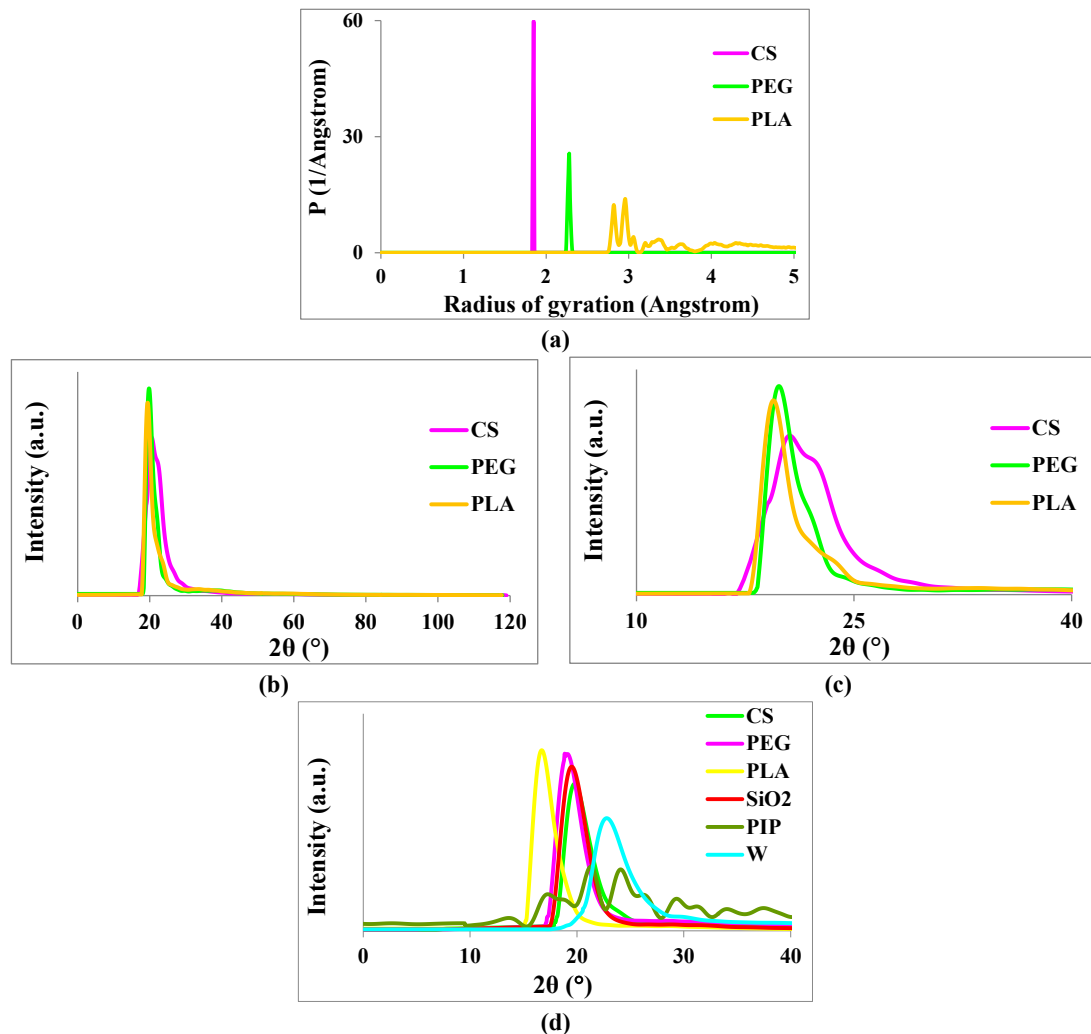 P (1/Angstrom)
60
30
0
0 1 2 3 4 5
Radius of gyration (Angstrom)
CS
PEG
PLA
(a)
Intensity (a.u.)
0 20 40 60 80 100 120
2θ (°)
CS
PEG
PLA
(b)
Intensity (a.u.)
10 25 40
2θ (°)
CS
PEG
PLA
(c)
Intensity (a.u.)
0 10 20 30 40
2θ (°)
CS
PEG
PLA
SiO2
PIP
W
(d)